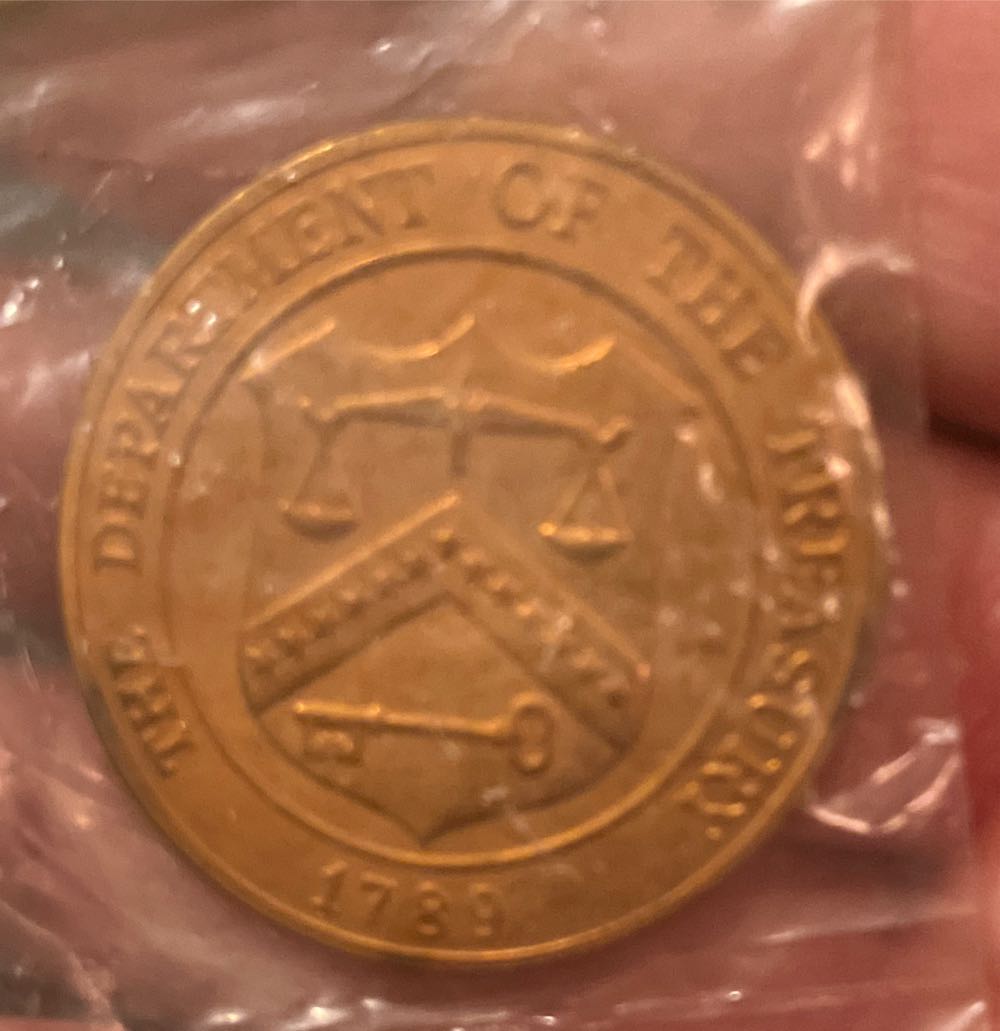 THE DEPARTMENT OF THE TREASURY
1789